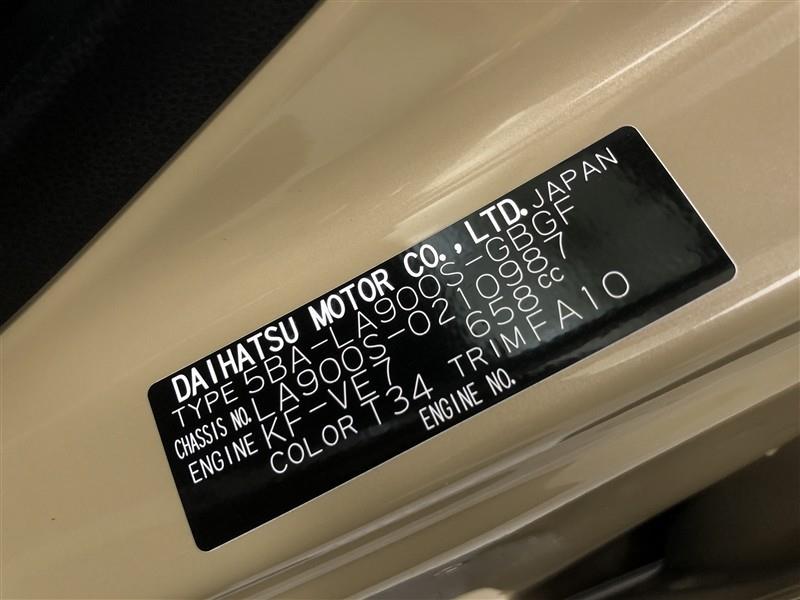 DAIHATSU MOTOR CO.,LTD. JAPAN
TYPE 5BA-LA900S-GBGF
CHASSIS NO. LA900S-0210987
ENGINE KF-VE7 658cc
COLOR T34 TRIM FA10
ENGINE NO.